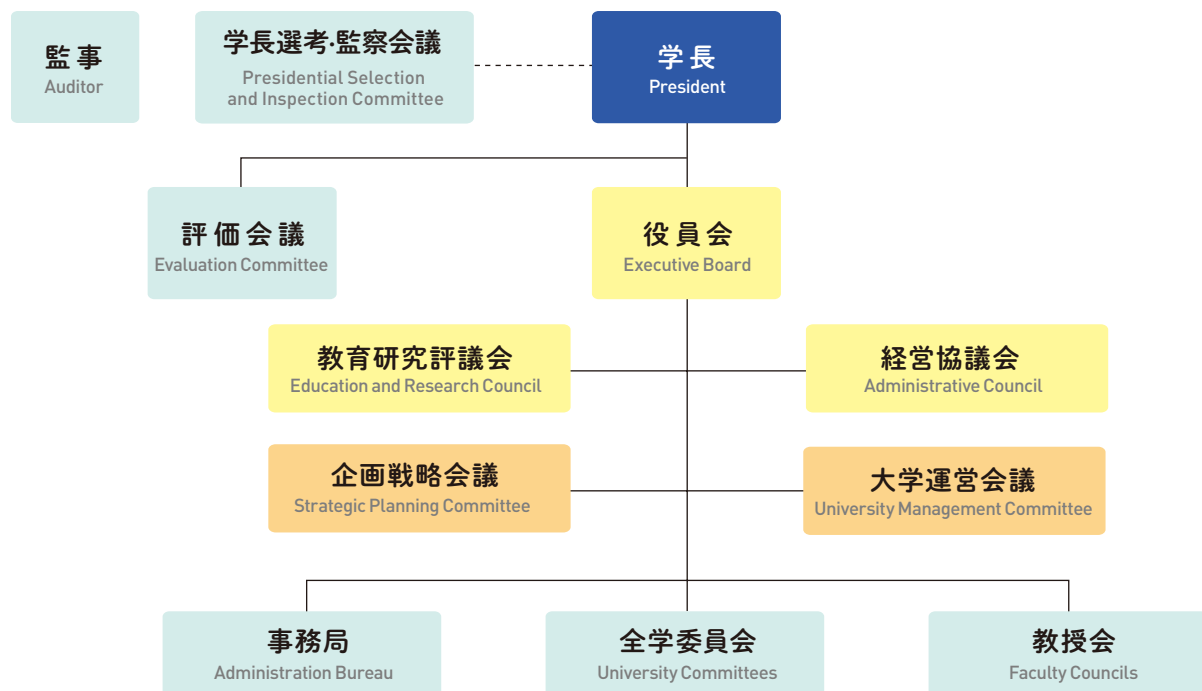 監事
Auditor
学長選考・監察会議
Presidential Selection
and Inspection Committee
学長
President
評価会議
Evaluation Committee
役員会
Executive Board
教育研究評議会
Education and Research Council
経営協議会
Administrative Council
企画戦略会議
Strategic Planning Committee
大学運営会議
University Management Committee
事務局
Administration Bureau
全学委員会
University Committees
教授会
Faculty Councils